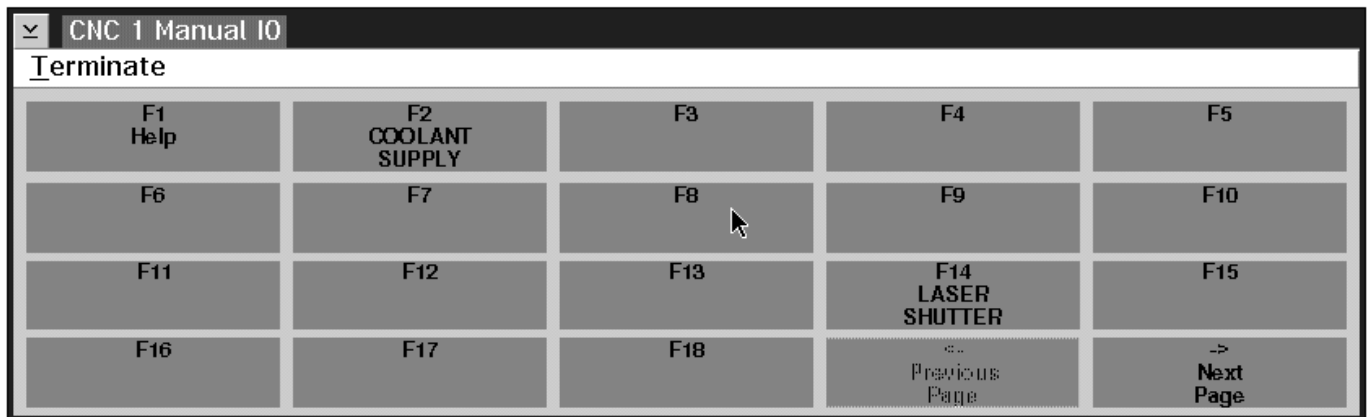 CNC 1 Manual IO
Terminate
F1
Help
F2
COOLANT
SUPPLY
F3
F4
F5
F6
F7
F8
F9
F10
F11
F12
F13
F14
LASER
SHUTTER
F15
F16
F17
F18
<-
Previous
Page
->
Next
Page